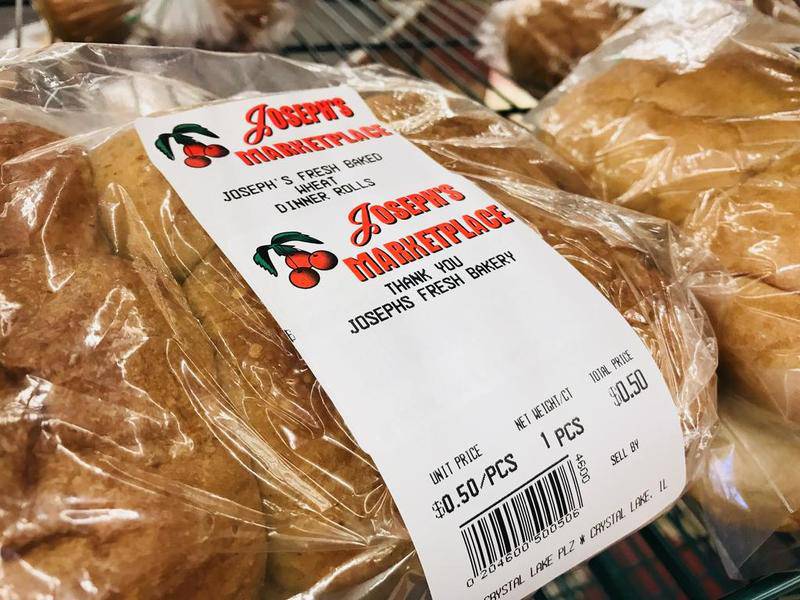 JOSEPH'S
MARKETPLACE
JOSEPH'S FRESH BAKED
WHEAT
DINNER ROLLS
JOSEPH'S
MARKETPLACE
THANK YOU
JOSEPHS FRESH BAKERY
UNIT PRICE NET WEIGHT/CT TOTAL PRICE
$0.50/PCS 1 PCS $0.50
SELL BY
4600
0 204600 500506
CRYSTAL LAKE PLZ * CRYSTAL LAKE. IL